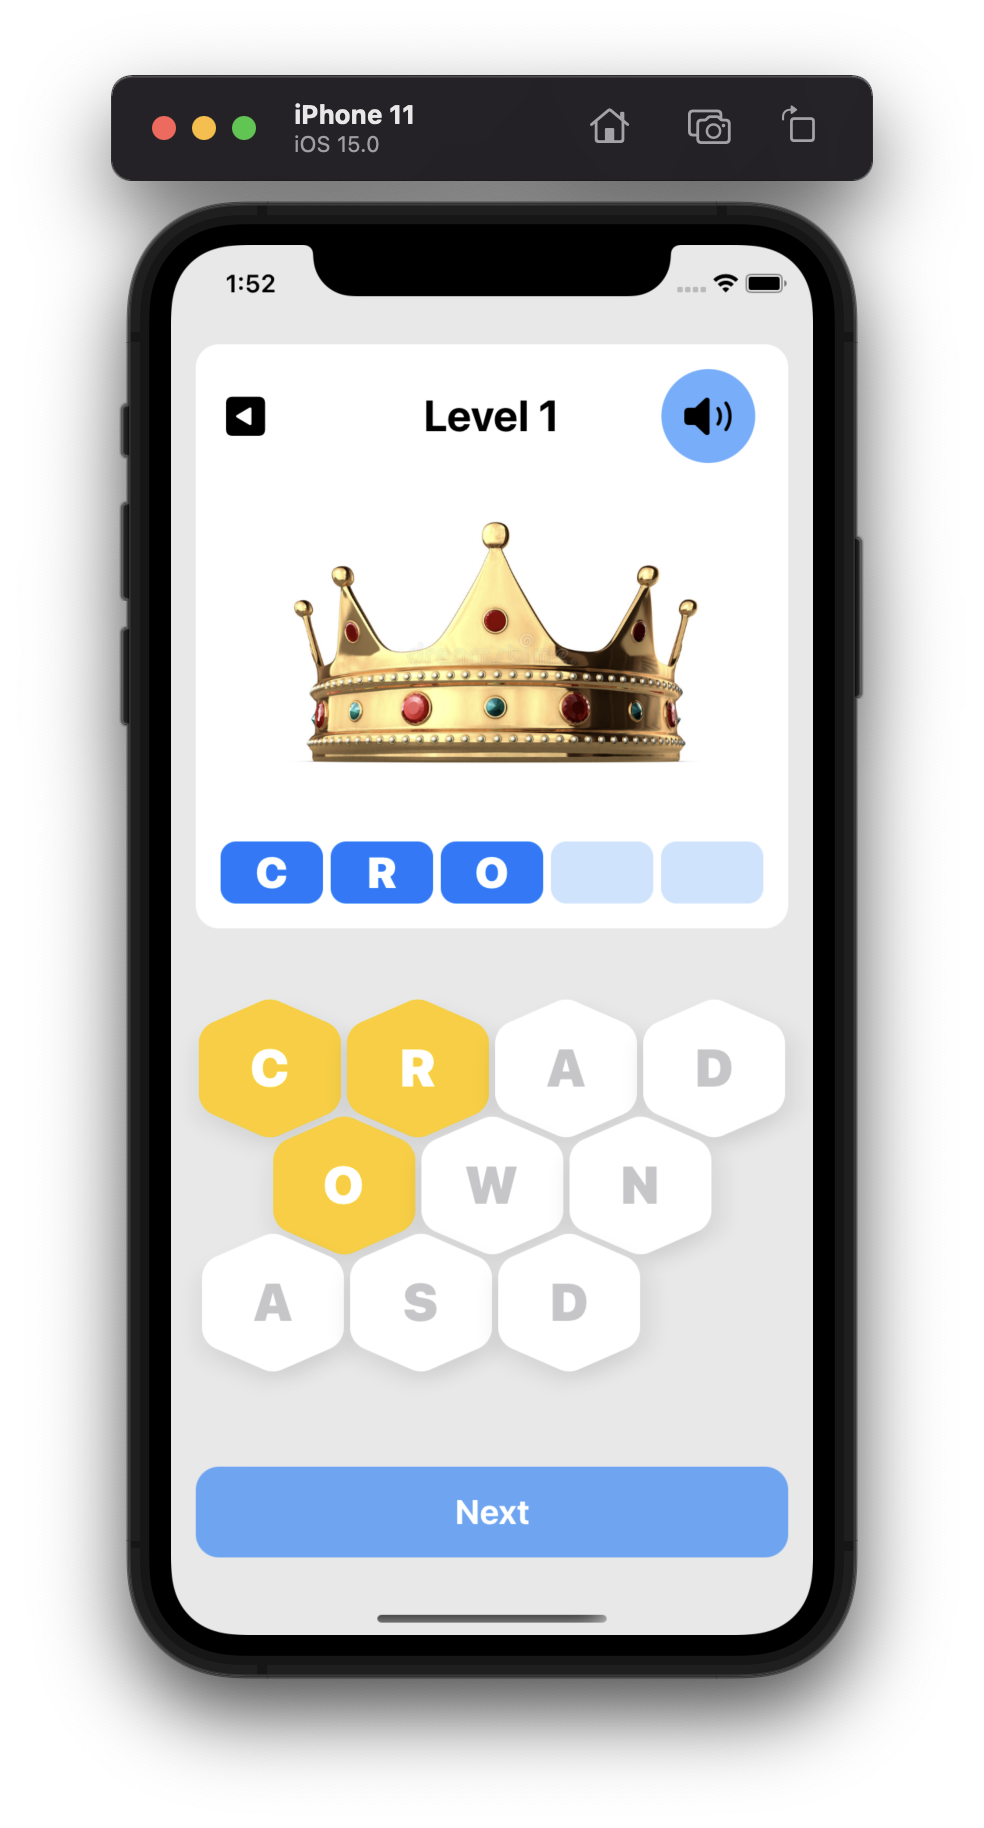 iPhone 11
iOS 15.0
1:52
Level 1
C R O
C R A D
O W N
A S D
Next